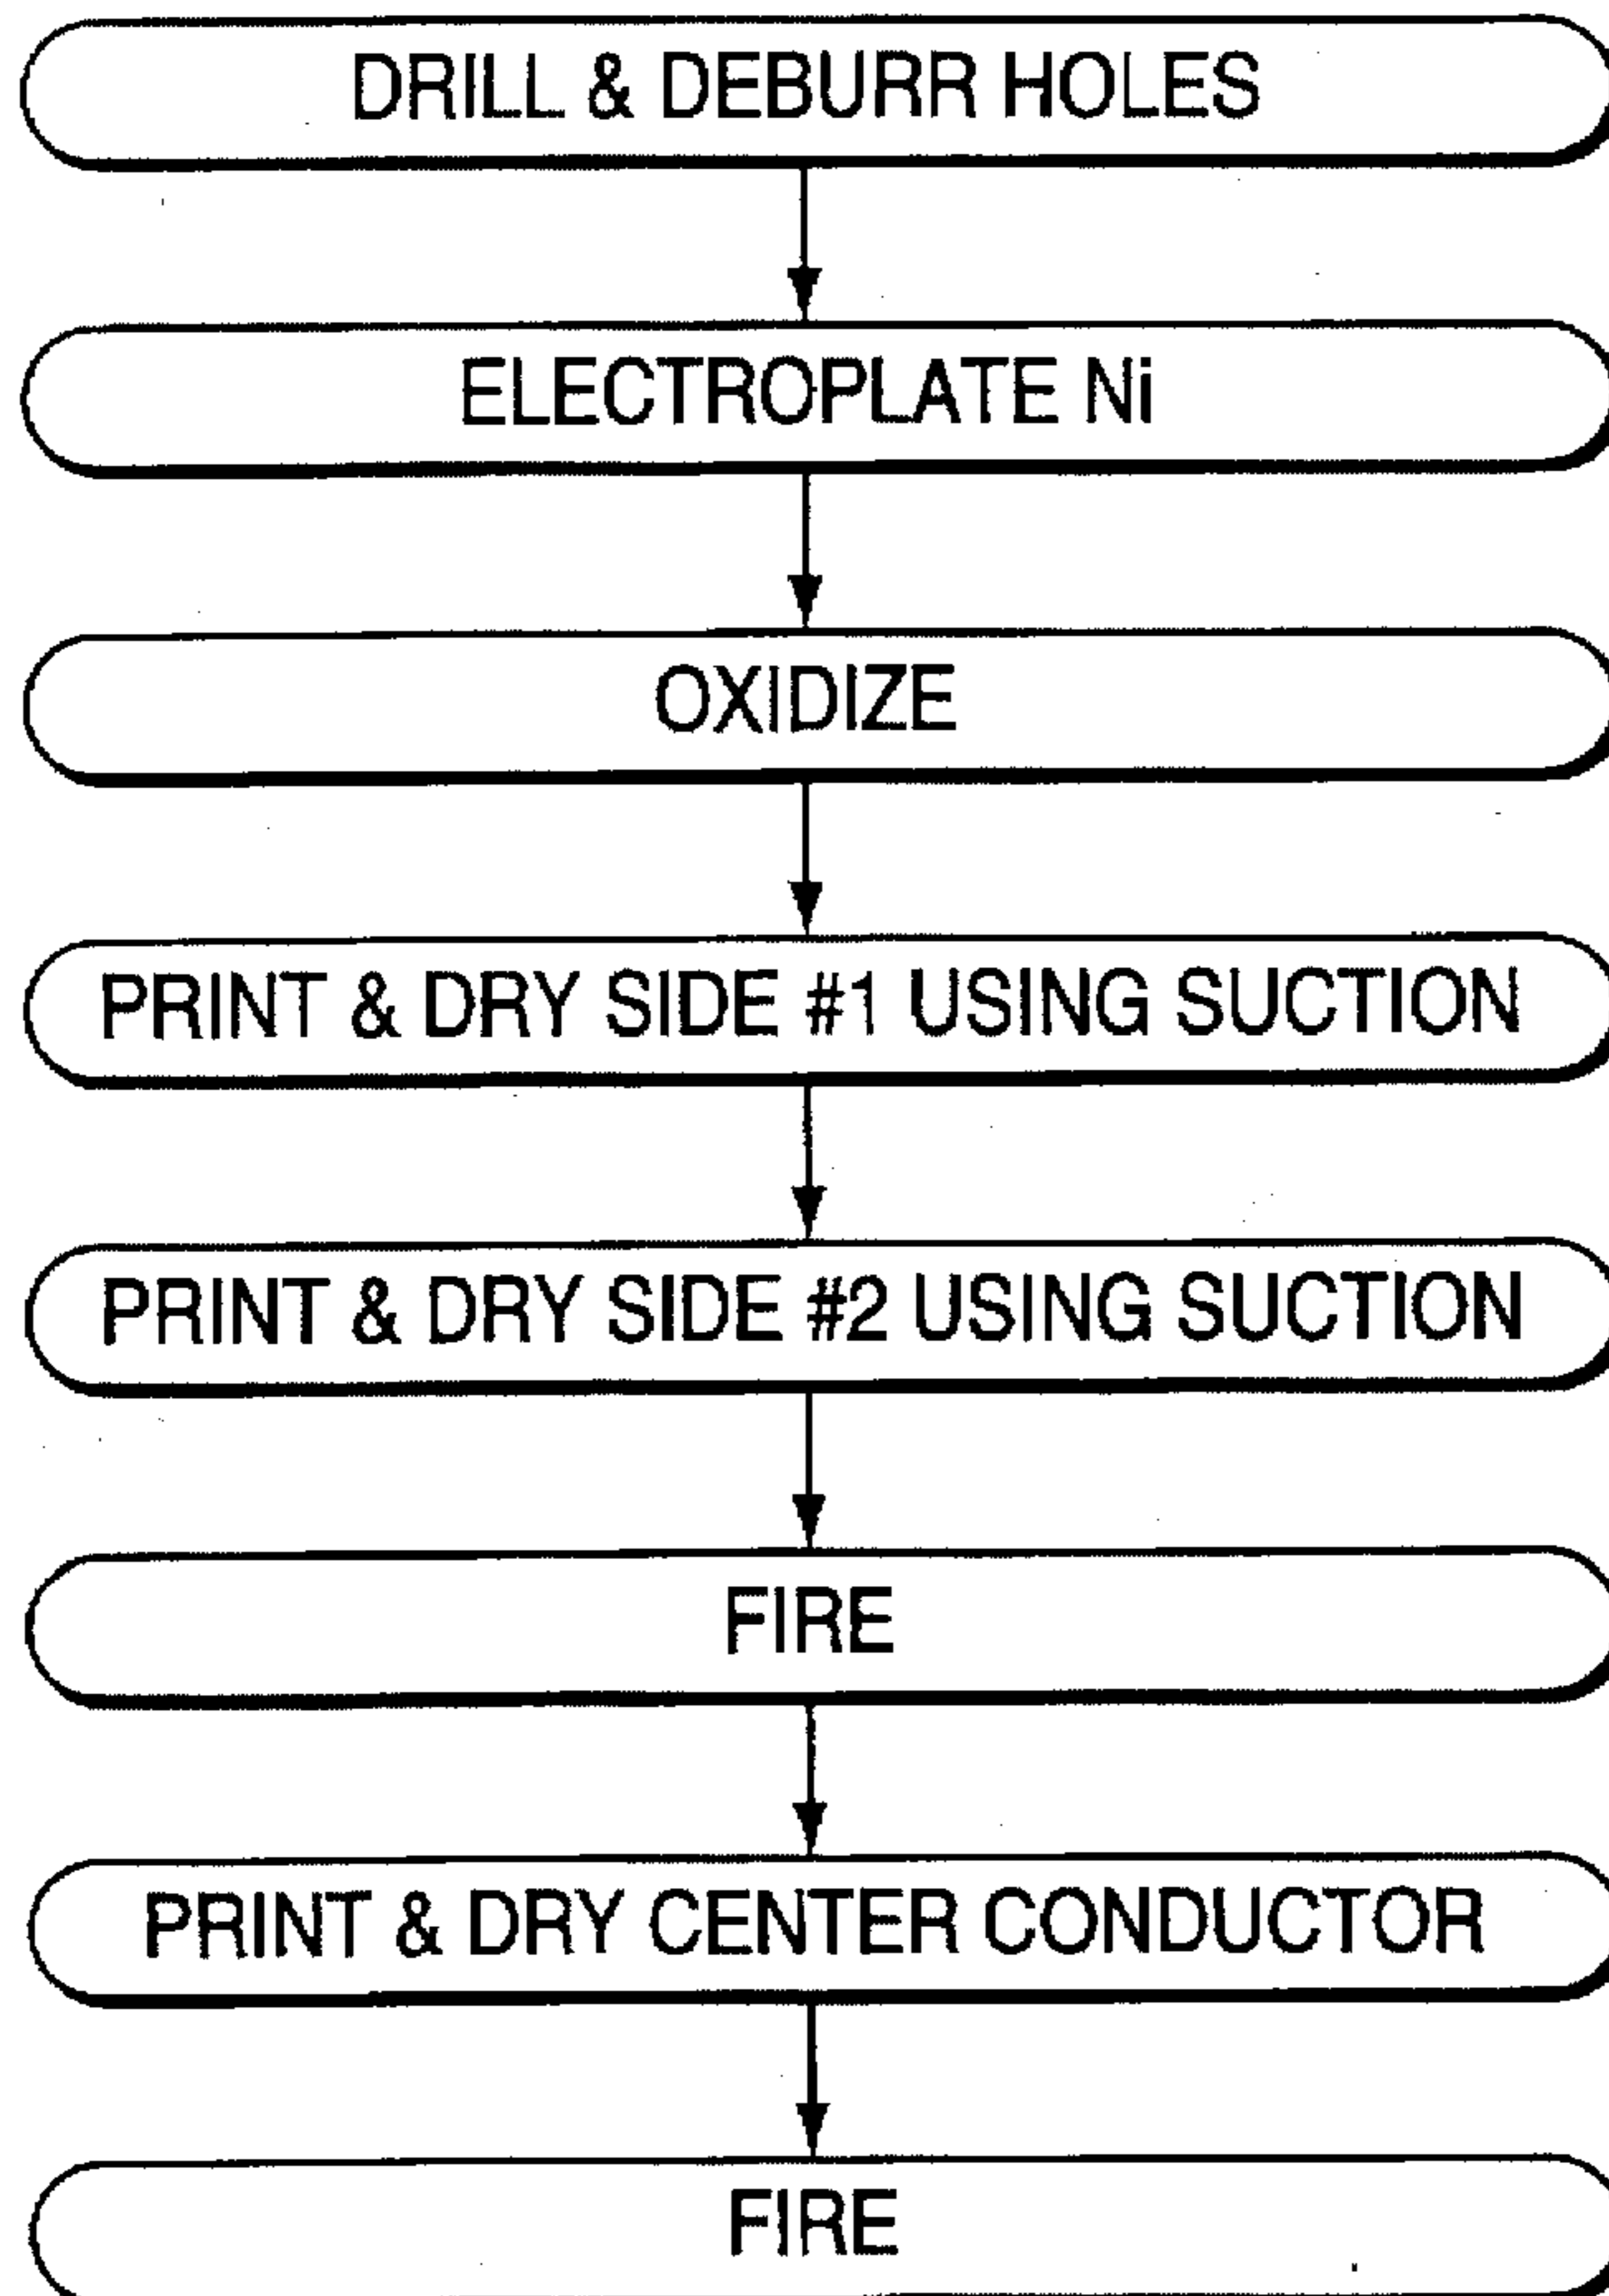 DRILL & DEBURR HOLES
ELECTROPLATE Ni
OXIDIZE
PRINT & DRY SIDE #1 USING SUCTION
PRINT & DRY SIDE #2 USING SUCTION
FIRE
PRINT & DRY CENTER CONDUCTOR
FIRE